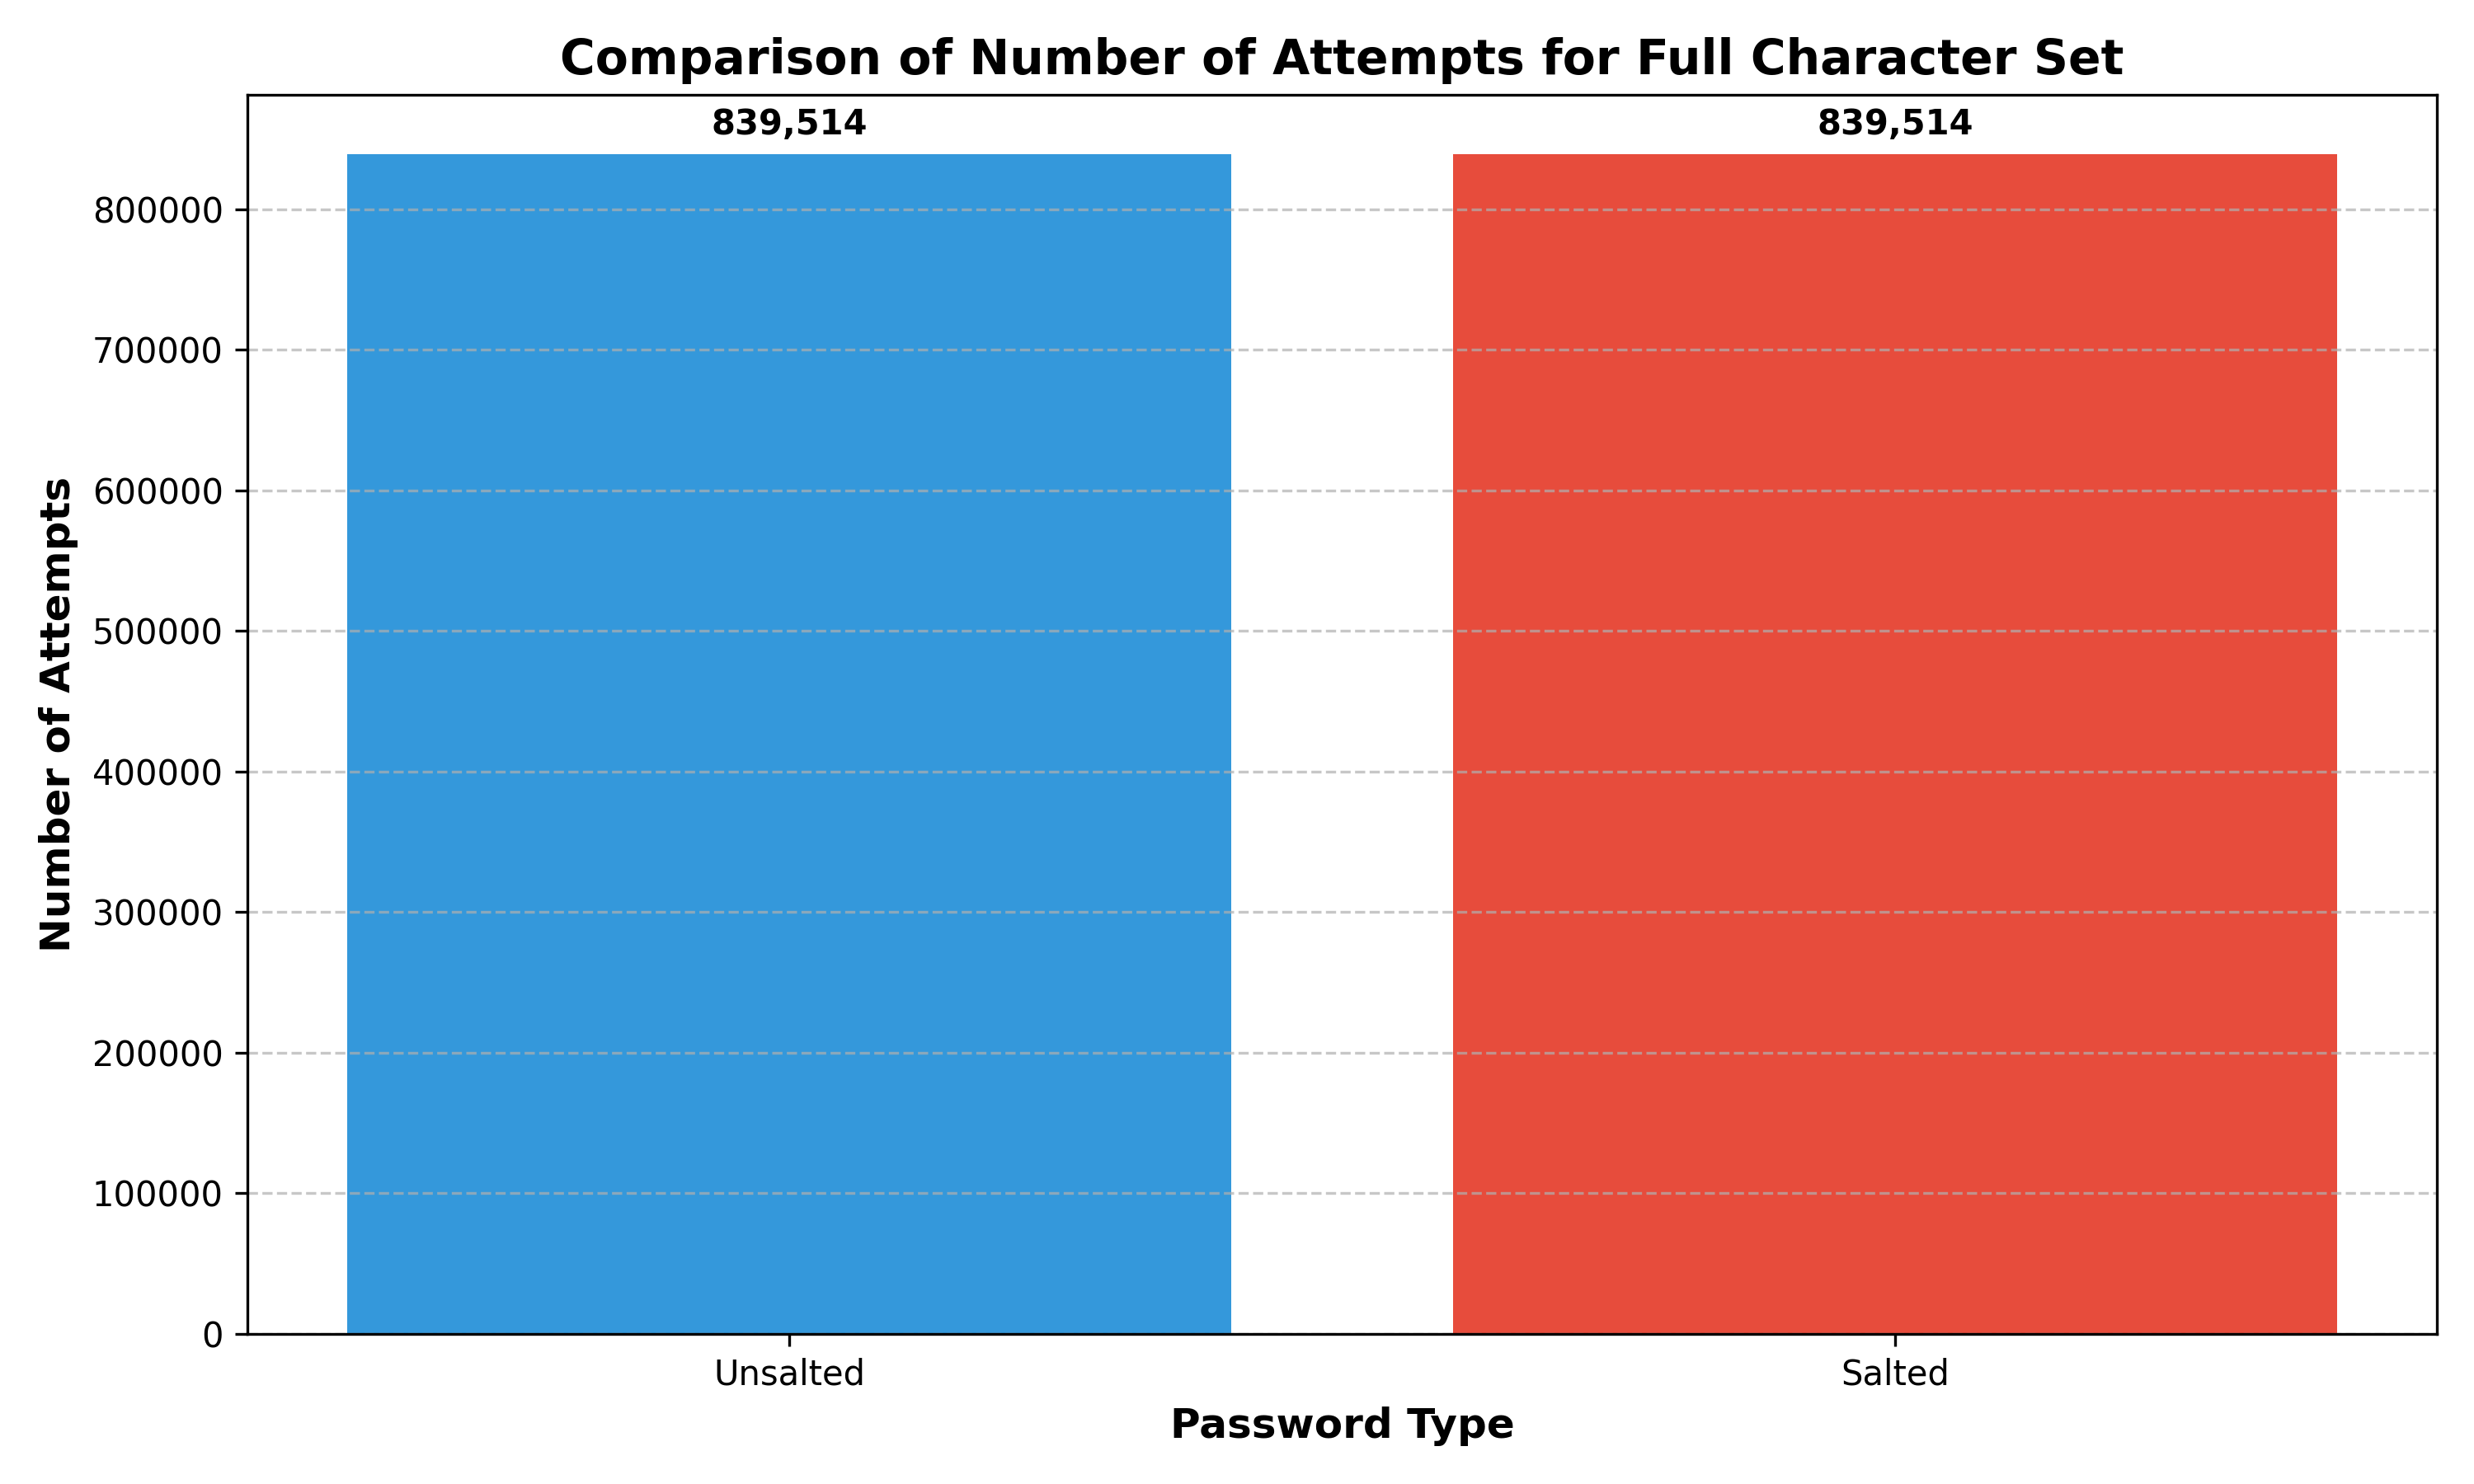 Comparison of Number of Attempts for Full Character Set
839,514
839,514
800000
700000
600000
500000
400000
300000
200000
100000
0
Number of Attempts
Unsalted
Salted
Password Type